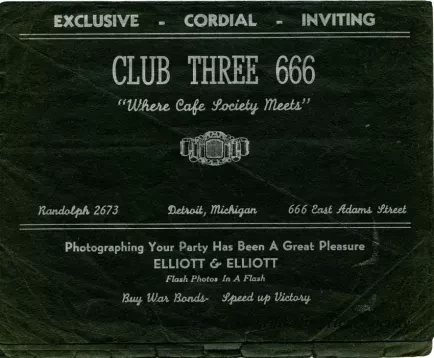 EXCLUSIVE - CORDIAL - INVITING
CLUB THREE 666
"Where Cafe Society Meets"
Randolph 2673 Detroit, Michigan 666 East Adams Street
Photographing Your Party Has Been A Great Pleasure
ELLIOTT & ELLIOTT
Flash Photos In A Flash
Buy War Bonds- Speed up Victory